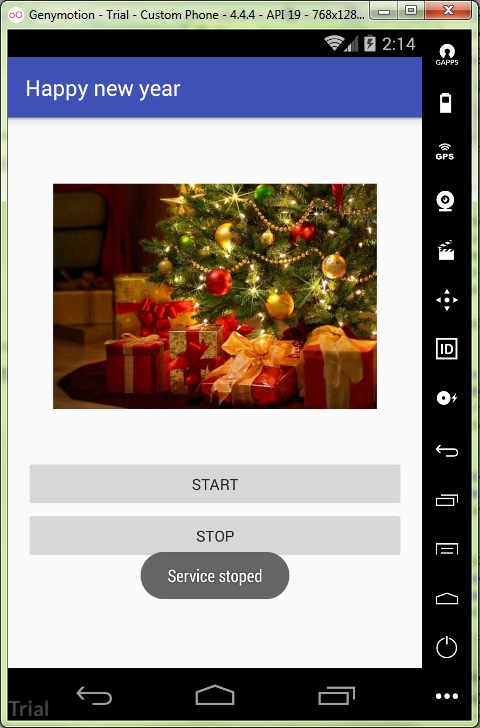 Genymotion - Trial - Custom Phone - 4.4.4 - API 19 - 768x128...
2:14
GAPPS
Happy new year
GPS
ID
START
STOP
Service stoped
Trial